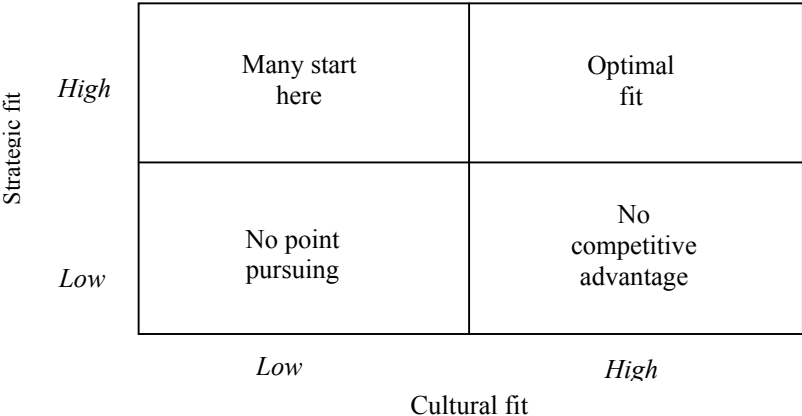 Strategic fit
High
Many start
here
Optimal
fit
Low
No point
pursuing
No
competitive
advantage
Low
High
Cultural fit